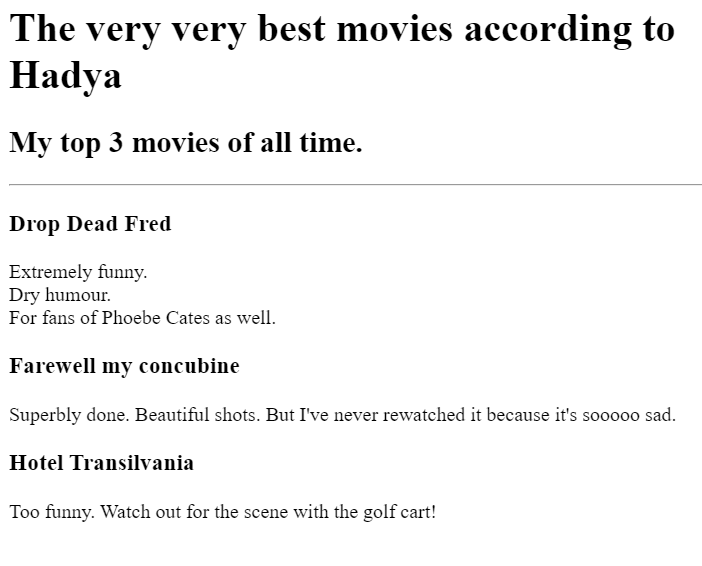 The very very best movies according to
Hadya
My top 3 movies of all time.
Drop Dead Fred
Extremely funny.
Dry humour.
For fans of Phoebe Cates as well.
Farewell my concubine
Superbly done. Beautiful shots. But I've never rewatched it because it's sooooo sad.
Hotel Transilvania
Too funny. Watch out for the scene with the golf cart!